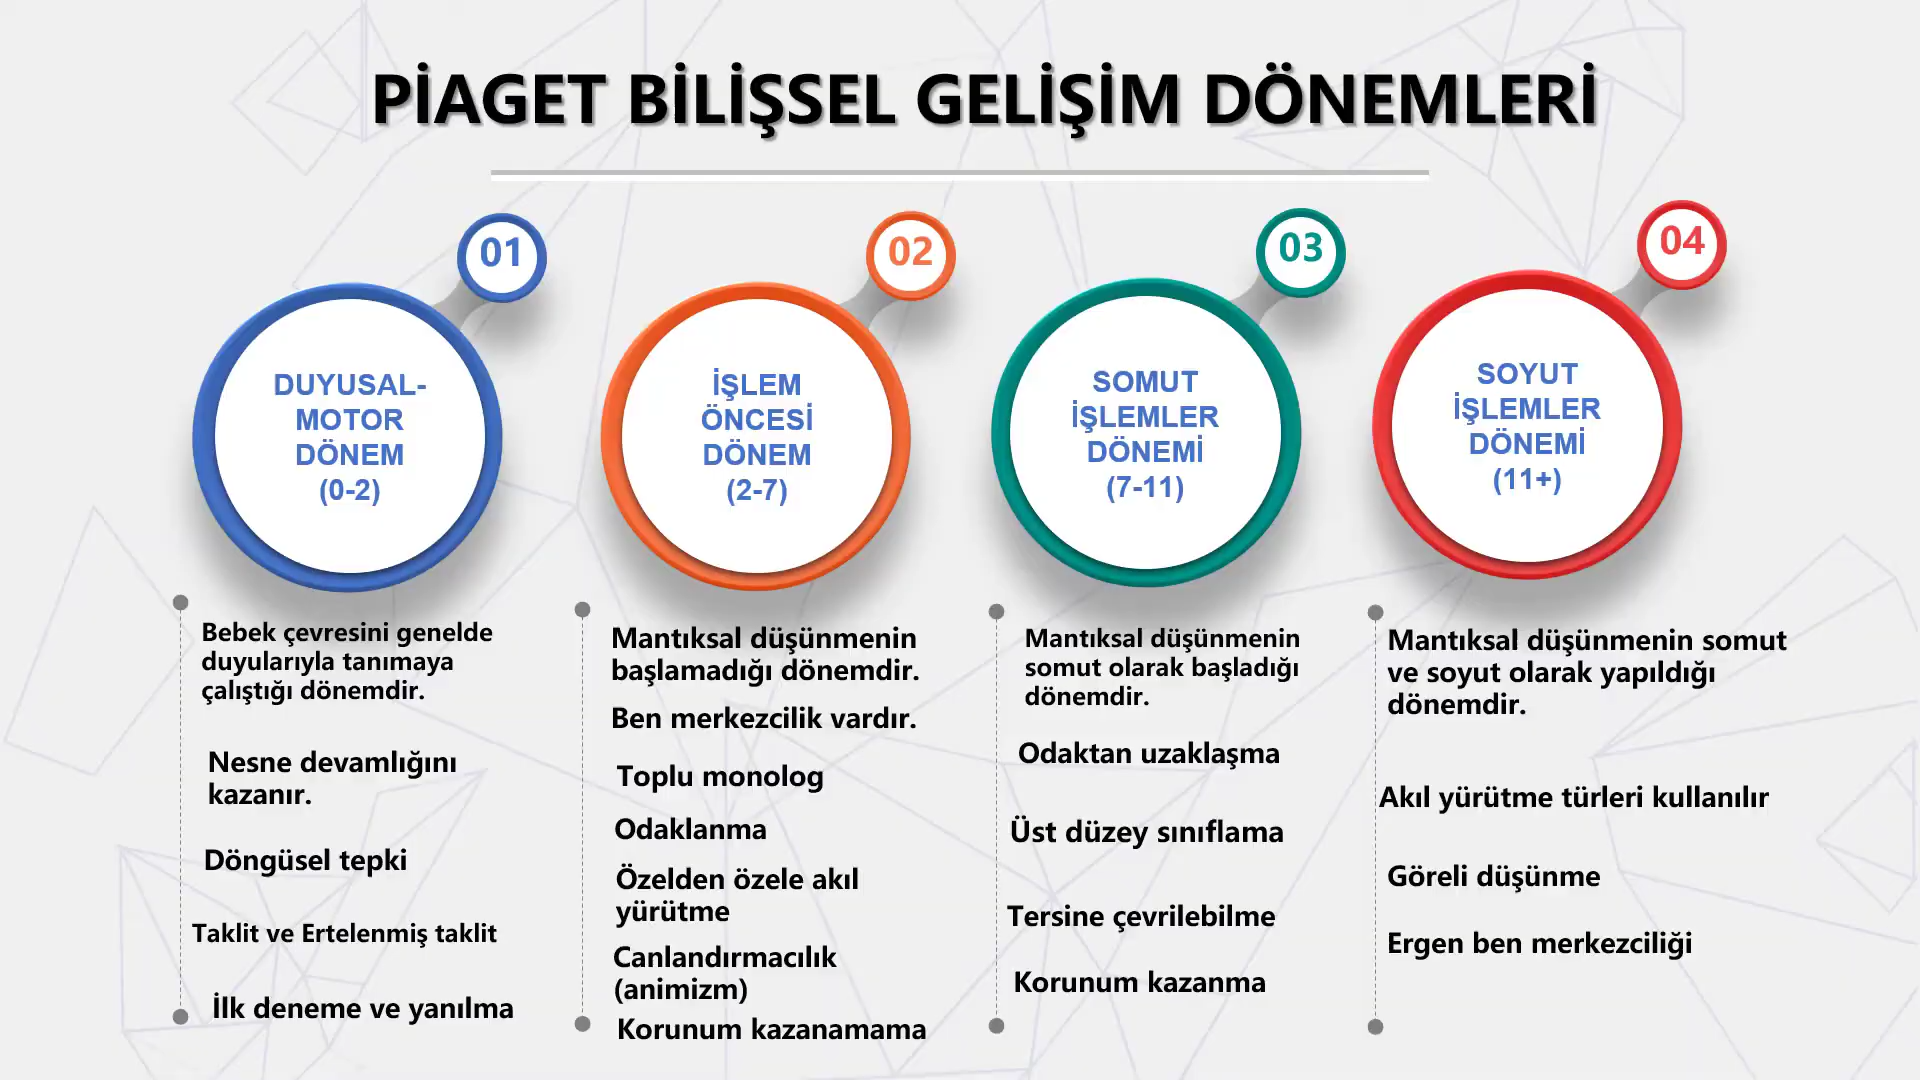 PİAGET BİLİŞSEL GELİŞİM DÖNEMLERİ
01
DUYUSAL-
MOTOR
DÖNEM
(0-2)
Bebek çevresini genelde
duyularıyla tanımaya
çalıştığı dönemdir.
Nesne devamlığını
kazanır.
Döngüsel tepki
Taklit ve Ertelenmiş taklit
İlk deneme ve yanılma
02
İŞLEM
ÖNCESİ
DÖNEM
(2-7)
Mantıksal düşünmenin
başlamadığı dönemdir.
Ben merkezcilik vardır.
Toplu monolog
Odaklanma
Özelden özele akıl
yürütme
Canlandırmacılık
(animizm)
Korunum kazanamama
03
SOMUT
İŞLEMLER
DÖNEMİ
(7-11)
Mantıksal düşünmenin
somut olarak başladığı
dönemdir.
Odaktan uzaklaşma
Üst düzey sınıflama
Tersine çevrilebilme
Korunum kazanma
04
SOYUT
İŞLEMLER
DÖNEMİ
(11+)
Mantıksal düşünmenin somut
ve soyut olarak yapıldığı
dönemdir.
Akıl yürütme türleri kullanılır
Göreli düşünme
Ergen ben merkezciliği